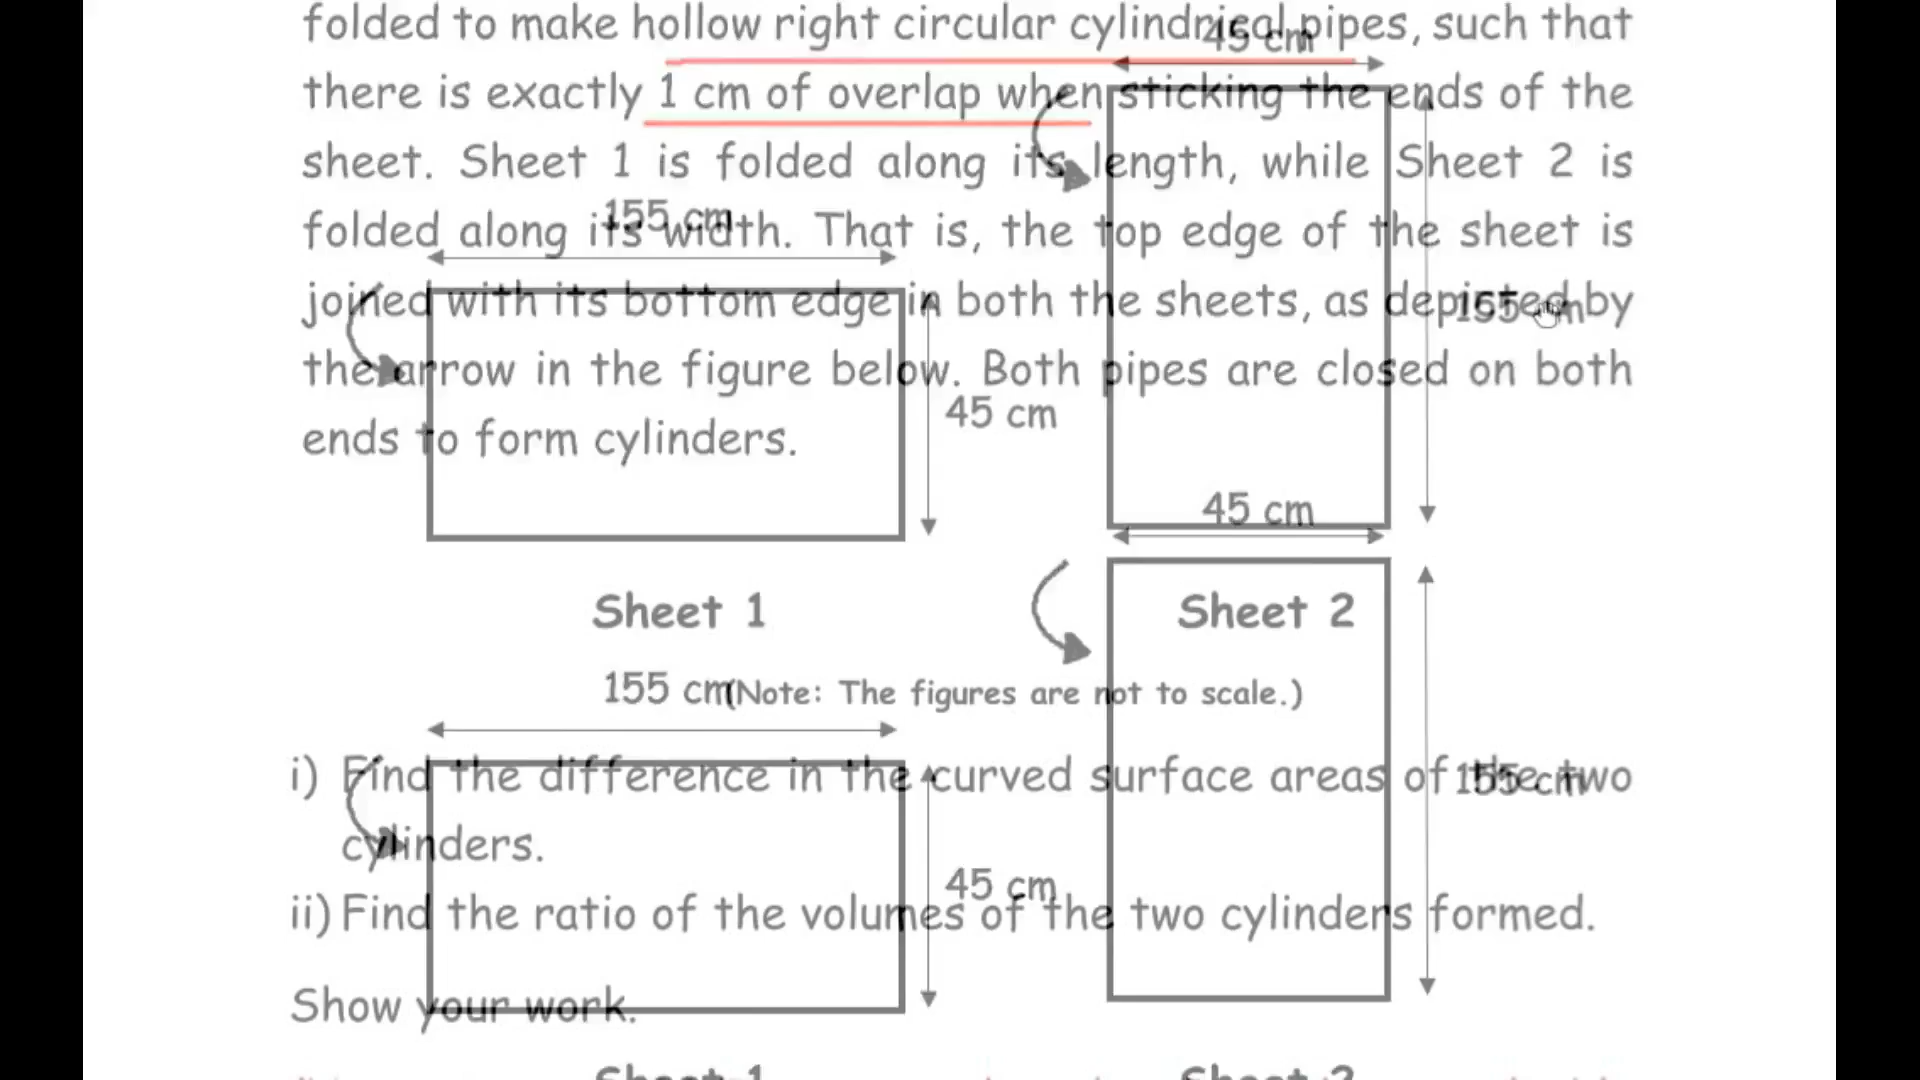 folded to make hollow right circular cylindrical pipes, such that
45 cm
there is exactly 1 cm of overlap when sticking the ends of the
sheet. Sheet 1 is folded along its length, while Sheet 2 is
155 cm
folded along its width. That is, the top edge of the sheet is
joined with its bottom edge in both the sheets, as depicted by
155 cm
the arrow in the figure below. Both pipes are closed on both
45 cm
ends to form cylinders.
45 cm
Sheet 1
Sheet 2
155 cm
(Note: The figures are not to scale.)
i) Find the difference in the curved surface areas of the two
155 cm
cylinders.
45 cm
ii) Find the ratio of the volumes of the two cylinders formed.
Show your work.
Sheet 1
Sheet 2